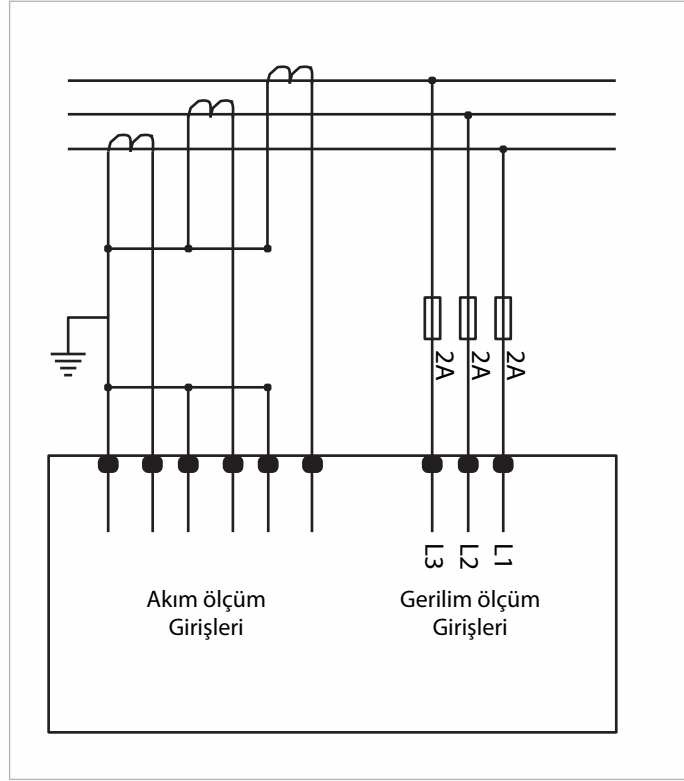 2A
2A
2A
L3
L2
L1
Akım ölçüm
Girişleri
Gerilim ölçüm
Girişleri